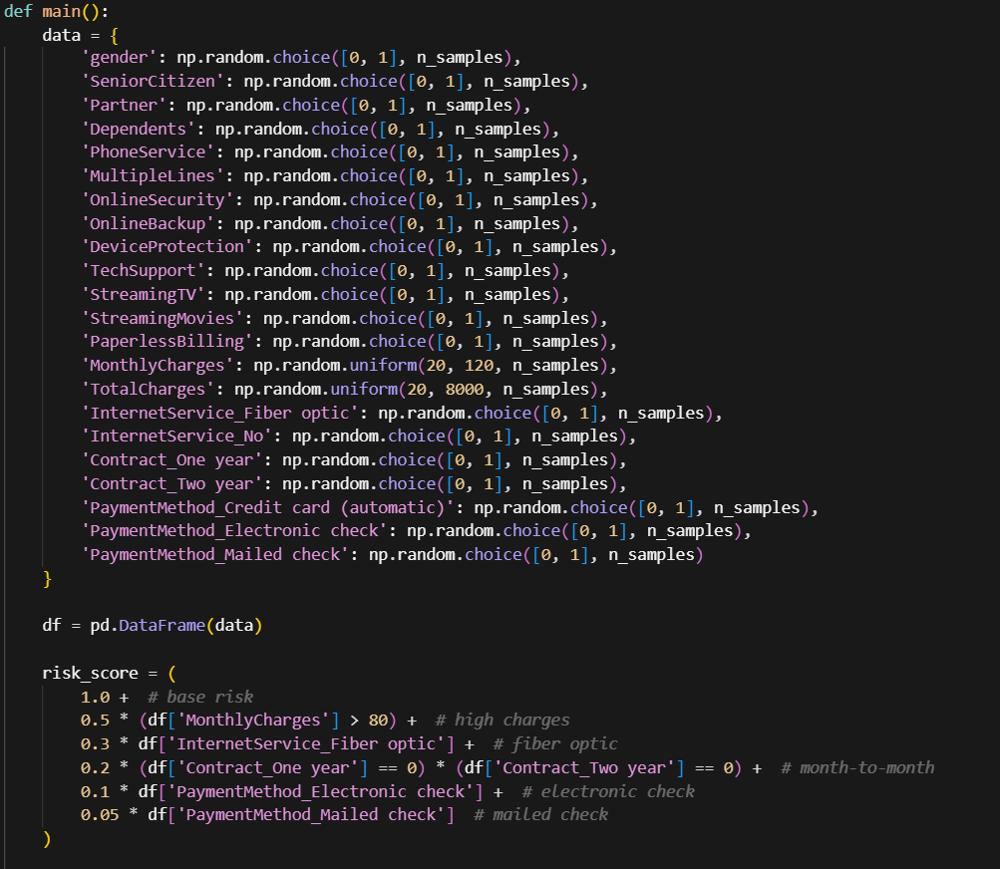 def main():
    data = {
        'gender': np.random.choice([0, 1], n_samples),
        'SeniorCitizen': np.random.choice([0, 1], n_samples),
        'Partner': np.random.choice([0, 1], n_samples),
        'Dependents': np.random.choice([0, 1], n_samples),
        'PhoneService': np.random.choice([0, 1], n_samples),
        'MultipleLines': np.random.choice([0, 1], n_samples),
        'OnlineSecurity': np.random.choice([0, 1], n_samples),
        'OnlineBackup': np.random.choice([0, 1], n_samples),
        'DeviceProtection': np.random.choice([0, 1], n_samples),
        'TechSupport': np.random.choice([0, 1], n_samples),
        'StreamingTV': np.random.choice([0, 1], n_samples),
        'StreamingMovies': np.random.choice([0, 1], n_samples),
        'PaperlessBilling': np.random.choice([0, 1], n_samples),
        'MonthlyCharges': np.random.uniform(20, 120, n_samples),
        'TotalCharges': np.random.uniform(20, 8000, n_samples),
        'InternetService_Fiber optic': np.random.choice([0, 1], n_samples),
        'InternetService_No': np.random.choice([0, 1], n_samples),
        'Contract_One year': np.random.choice([0, 1], n_samples),
        'Contract_Two year': np.random.choice([0, 1], n_samples),
        'PaymentMethod_Credit card (automatic)': np.random.choice([0, 1], n_samples),
        'PaymentMethod_Electronic check': np.random.choice([0, 1], n_samples),
        'PaymentMethod_Mailed check': np.random.choice([0, 1], n_samples)
    }

    df = pd.DataFrame(data)

    risk_score = (
        1.0 +  # base risk
        0.5 * (df['MonthlyCharges'] > 80) +  # high charges
        0.3 * df['InternetService_Fiber optic'] +  # fiber optic
        0.2 * (df['Contract_One year'] == 0) * (df['Contract_Two year'] == 0) +  # month-to-month
        0.1 * df['PaymentMethod_Electronic check'] +  # electronic check
        0.05 * df['PaymentMethod_Mailed check']  # mailed check
    )